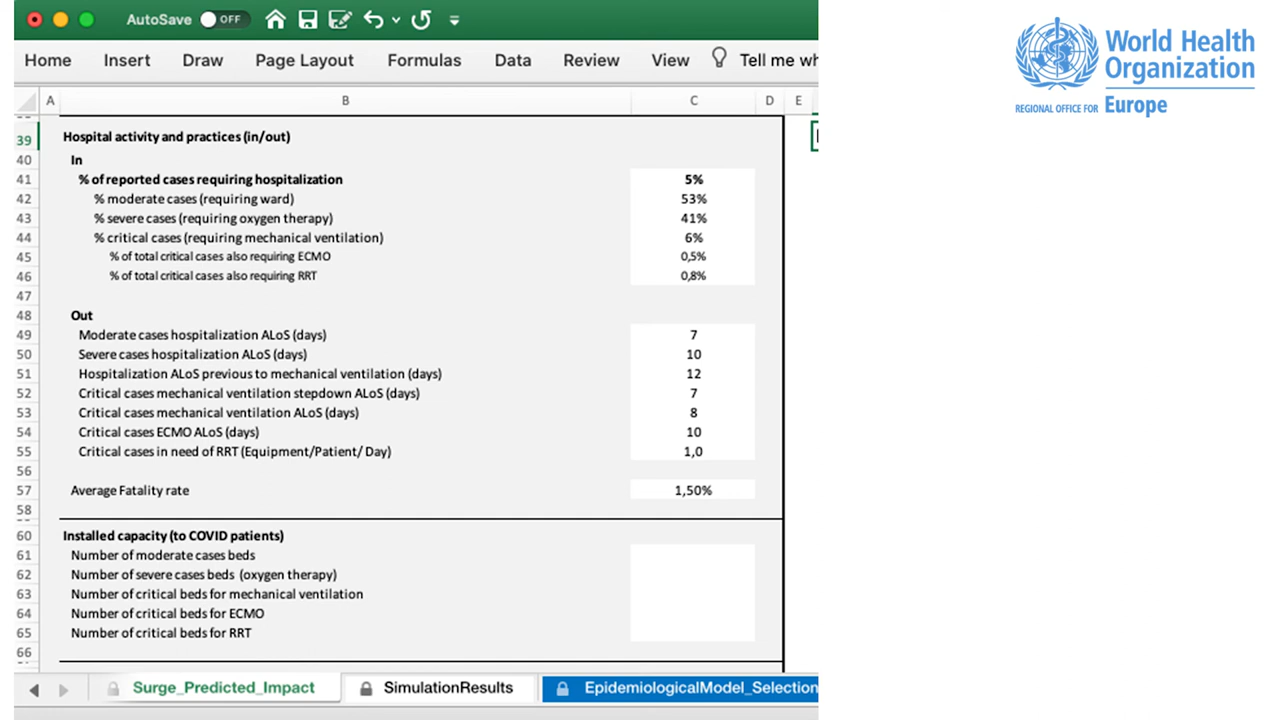 AutoSave OFF
Home Insert Draw Page Layout Formulas Data Review View Tell me wh
World Health
Organization
REGIONAL OFFICE FOR Europe
A B C D E
39 Hospital activity and practices (in/out)
40 In
41 % of reported cases requiring hospitalization 5%
42 % moderate cases (requiring ward) 53%
43 % severe cases (requiring oxygen therapy) 41%
44 % critical cases (requiring mechanical ventilation) 6%
45 % of total critical cases also requiring ECMO 0,5%
46 % of total critical cases also requiring RRT 0,8%
47
48 Out
49 Moderate cases hospitalization ALoS (days) 7
50 Severe cases hospitalization ALoS (days) 10
51 Hospitalization ALoS previous to mechanical ventilation (days) 12
52 Critical cases mechanical ventilation stepdown ALoS (days) 7
53 Critical cases mechanical ventilation ALoS (days) 8
54 Critical cases ECMO ALoS (days) 10
55 Critical cases in need of RRT (Equipment/Patient/ Day) 1,0
56
57 Average Fatality rate 1,50%
58
60 Installed capacity (to COVID patients)
61 Number of moderate cases beds
62 Number of severe cases beds (oxygen therapy)
63 Number of critical beds for mechanical ventilation
64 Number of critical beds for ECMO
65 Number of critical beds for RRT
66
Surge_Predicted_Impact SimulationResults EpidemiologicalModel_Selection